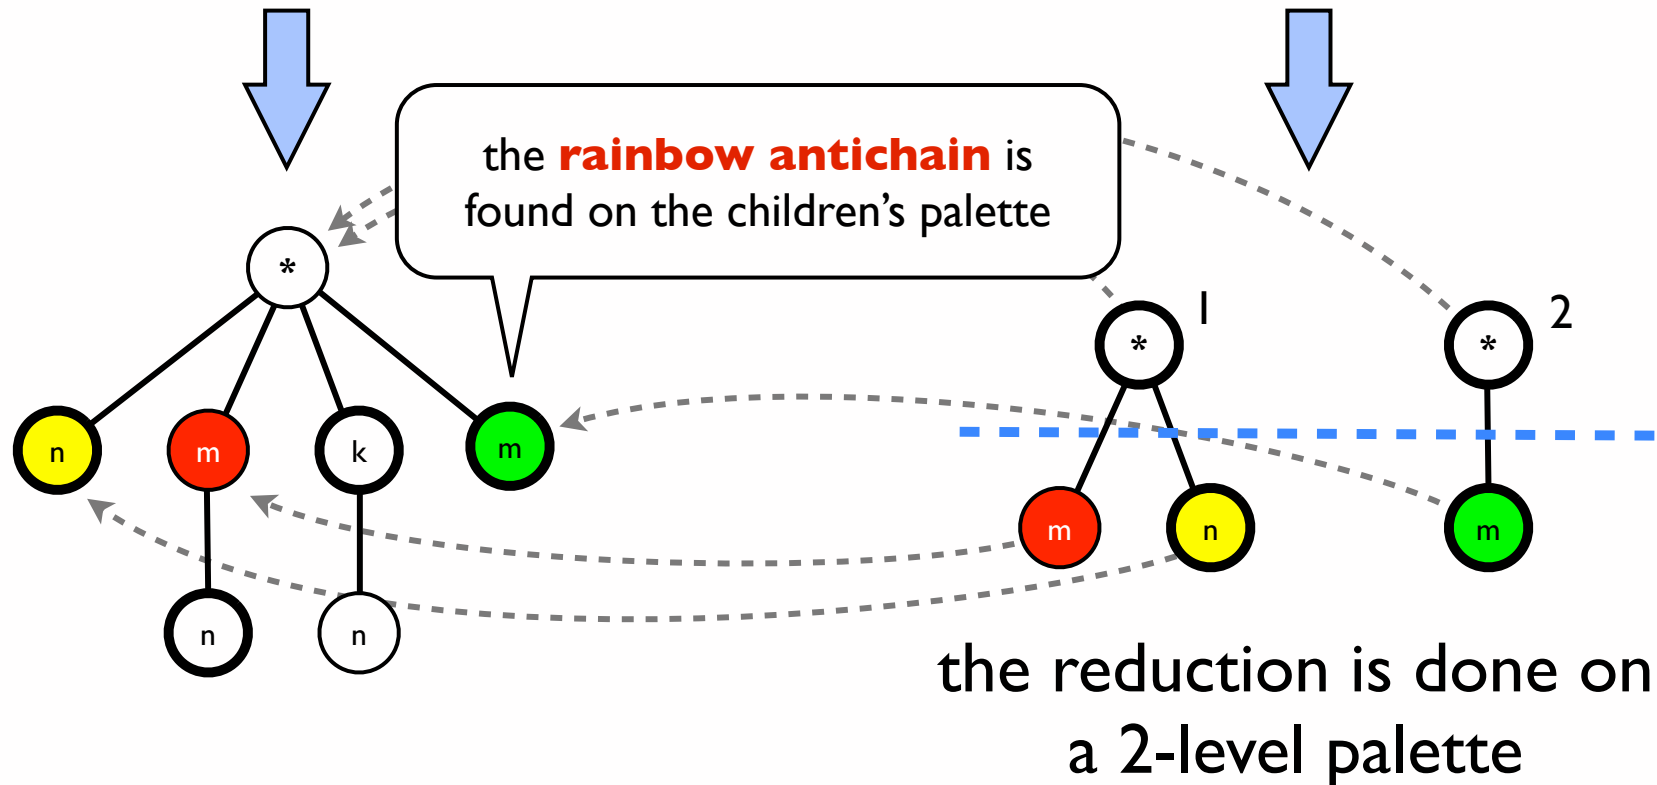 the rainbow antichain is
found on the children's palette
*
n m k m
n n
* 1 * 2
m n m
the reduction is done on
a 2-level palette